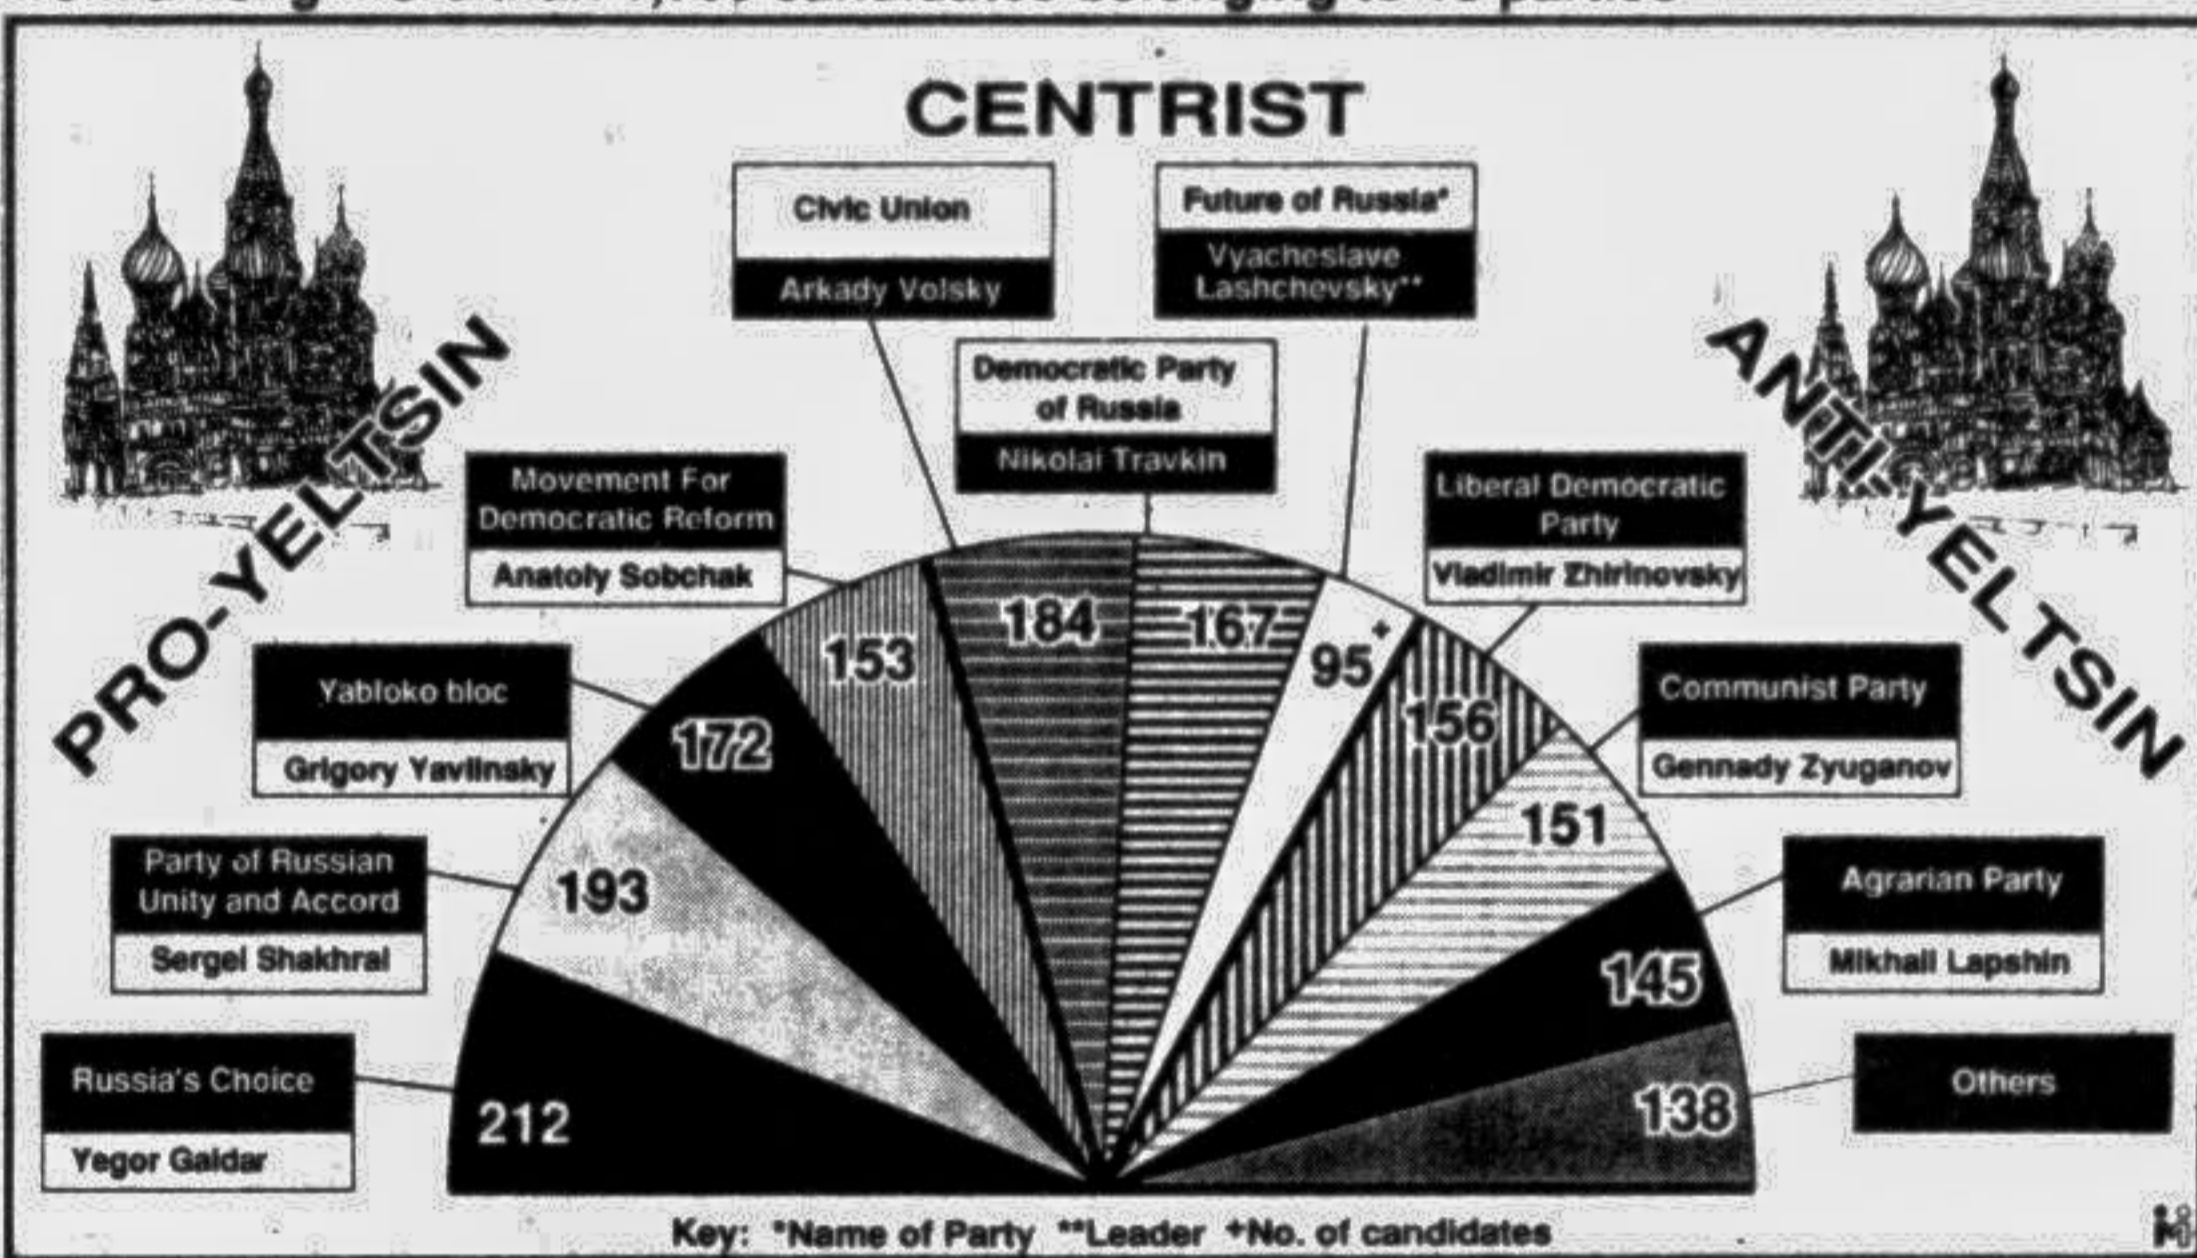 CENTRIST
PRO-YELTSIN
ANTI-YELTSIN
Civic Union
Arkady Volsky
Future of Russia*
Vyacheslave
Lashchevsky**
Democratic Party
of Russia
Nikolai Travkin
Movement For
Democratic Reform
Anatoly Sobchak
Liberal Democratic
Party
Vladimir Zhirinovsky
Yabloko bloc
Grigory Yavlinsky
Communist Party
Gennady Zyuganov
Party of Russian
Unity and Accord
Sergei Shakhrai
Agrarian Party
Mikhail Lapshin
Russia's Choice
Yegor Gaidar
Others
212
193
172
153
184
167
95+
156
151
145
138
Key: *Name of Party **Leader +No. of candidates